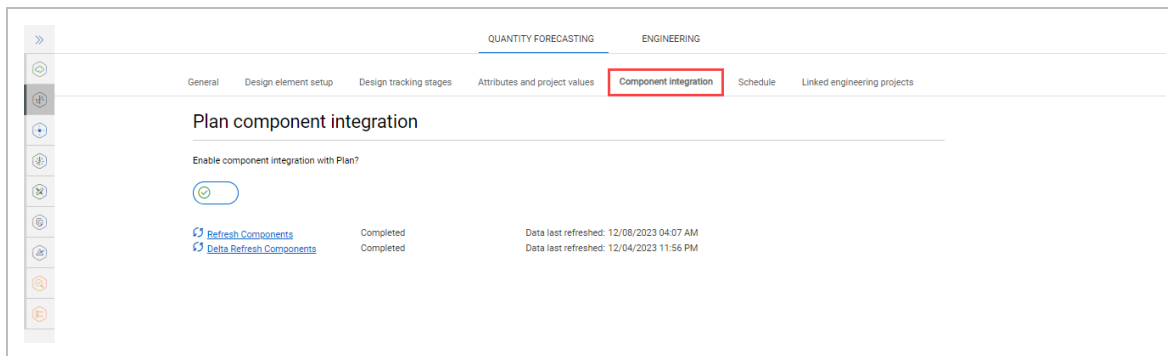 QUANTITY FORECASTING ENGINEERING
General Design element setup Design tracking stages Attributes and project values Component integration Schedule Linked engineering projects
Plan component integration
Enable component integration with Plan?
Refresh Components Completed Data last refreshed: 12/08/2023 04:07 AM
Delta Refresh Components Completed Data last refreshed: 12/04/2023 11:56 PM